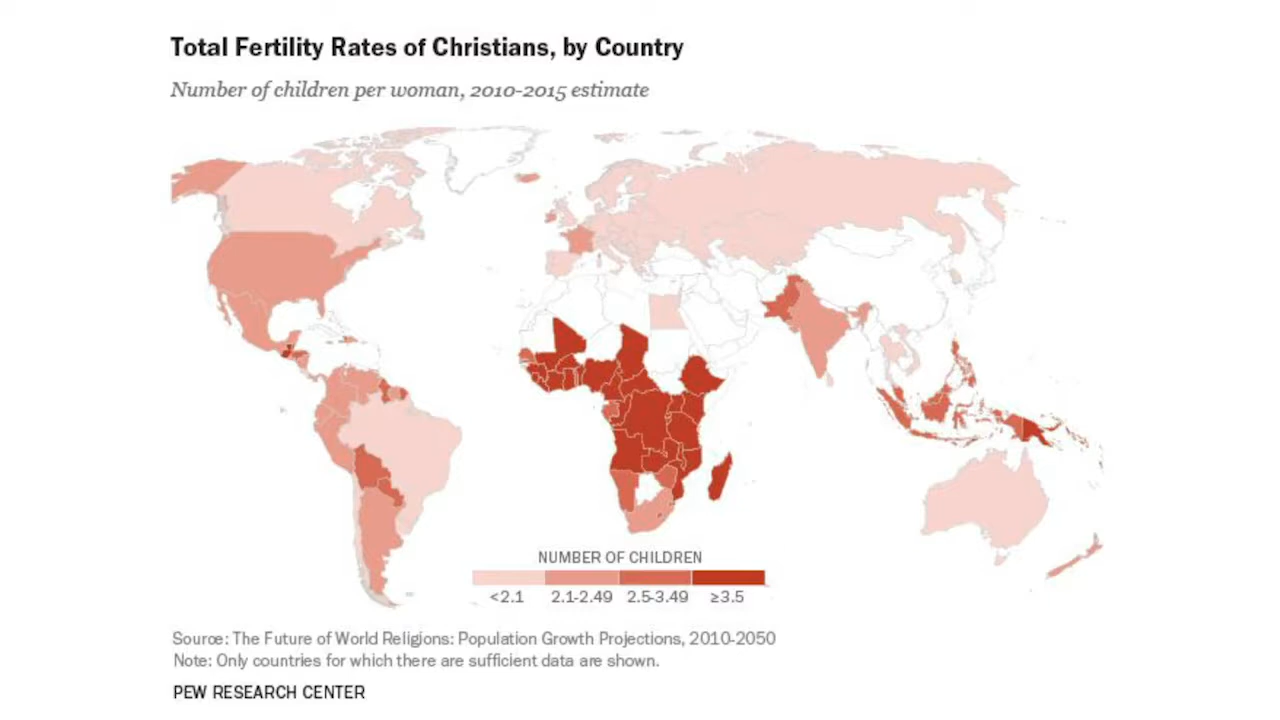 Total Fertility Rates of Christians, by Country
Number of children per woman, 2010-2015 estimate
NUMBER OF CHILDREN
<2.1 2.1-2.49 2.5-3.49 ≥3.5
Source: The Future of World Religions: Population Growth Projections, 2010-2050
Note: Only countries for which there are sufficient data are shown.
PEW RESEARCH CENTER